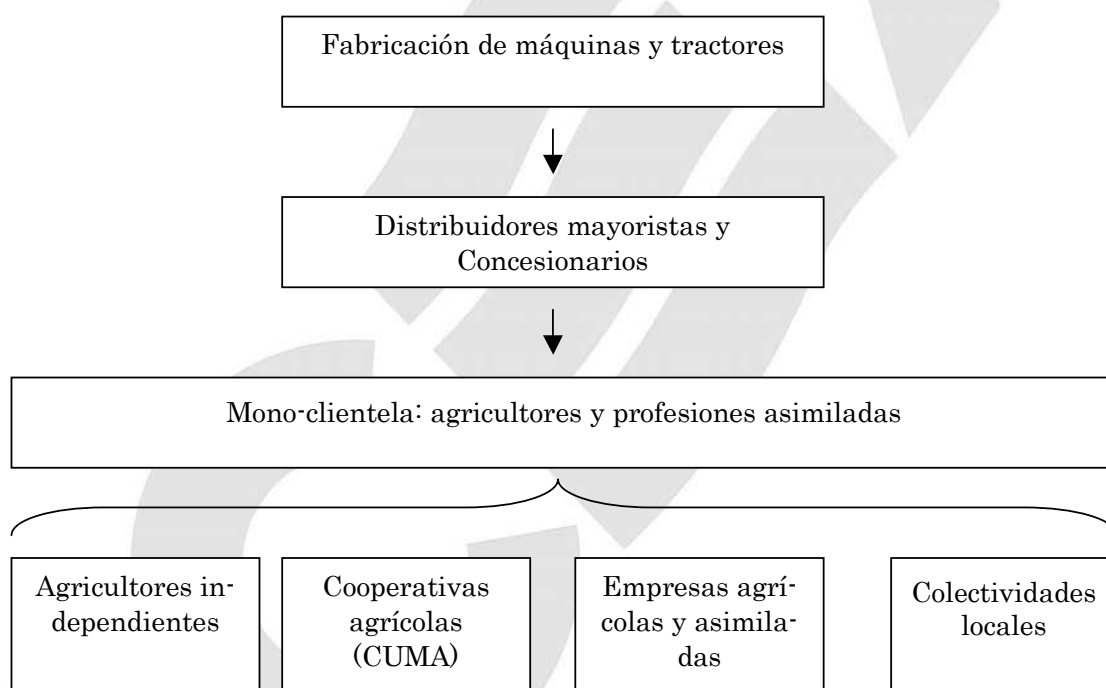 Fabricación de máquinas y tractores
Distribuidores mayoristas y
Concesionarios
Mono-clientela: agricultores y profesiones asimiladas
Agricultores in-
dependientes
Cooperativas
agrícolas
(CUMA)
Empresas agrí-
colas y asimila-
das
Colectividades
locales